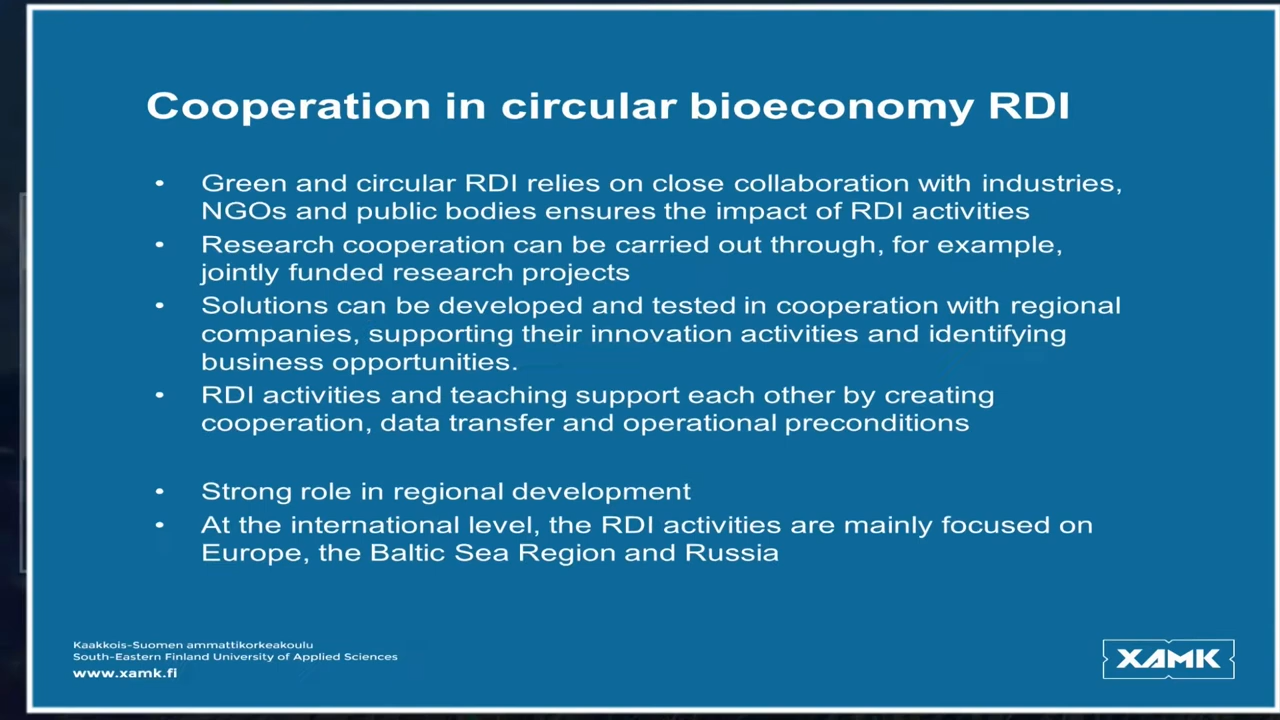 Cooperation in circular bioeconomy RDI
• Green and circular RDI relies on close collaboration with industries,
NGOs and public bodies ensures the impact of RDI activities
• Research cooperation can be carried out through, for example,
jointly funded research projects
• Solutions can be developed and tested in cooperation with regional
companies, supporting their innovation activities and identifying
business opportunities.
• RDI activities and teaching support each other by creating
cooperation, data transfer and operational preconditions
• Strong role in regional development
• At the international level, the RDI activities are mainly focused on
Europe, the Baltic Sea Region and Russia
Kaakkois-Suomen ammattikorkeakoulu
South-Eastern Finland University of Applied Sciences
www.xamk.fi
XAMK